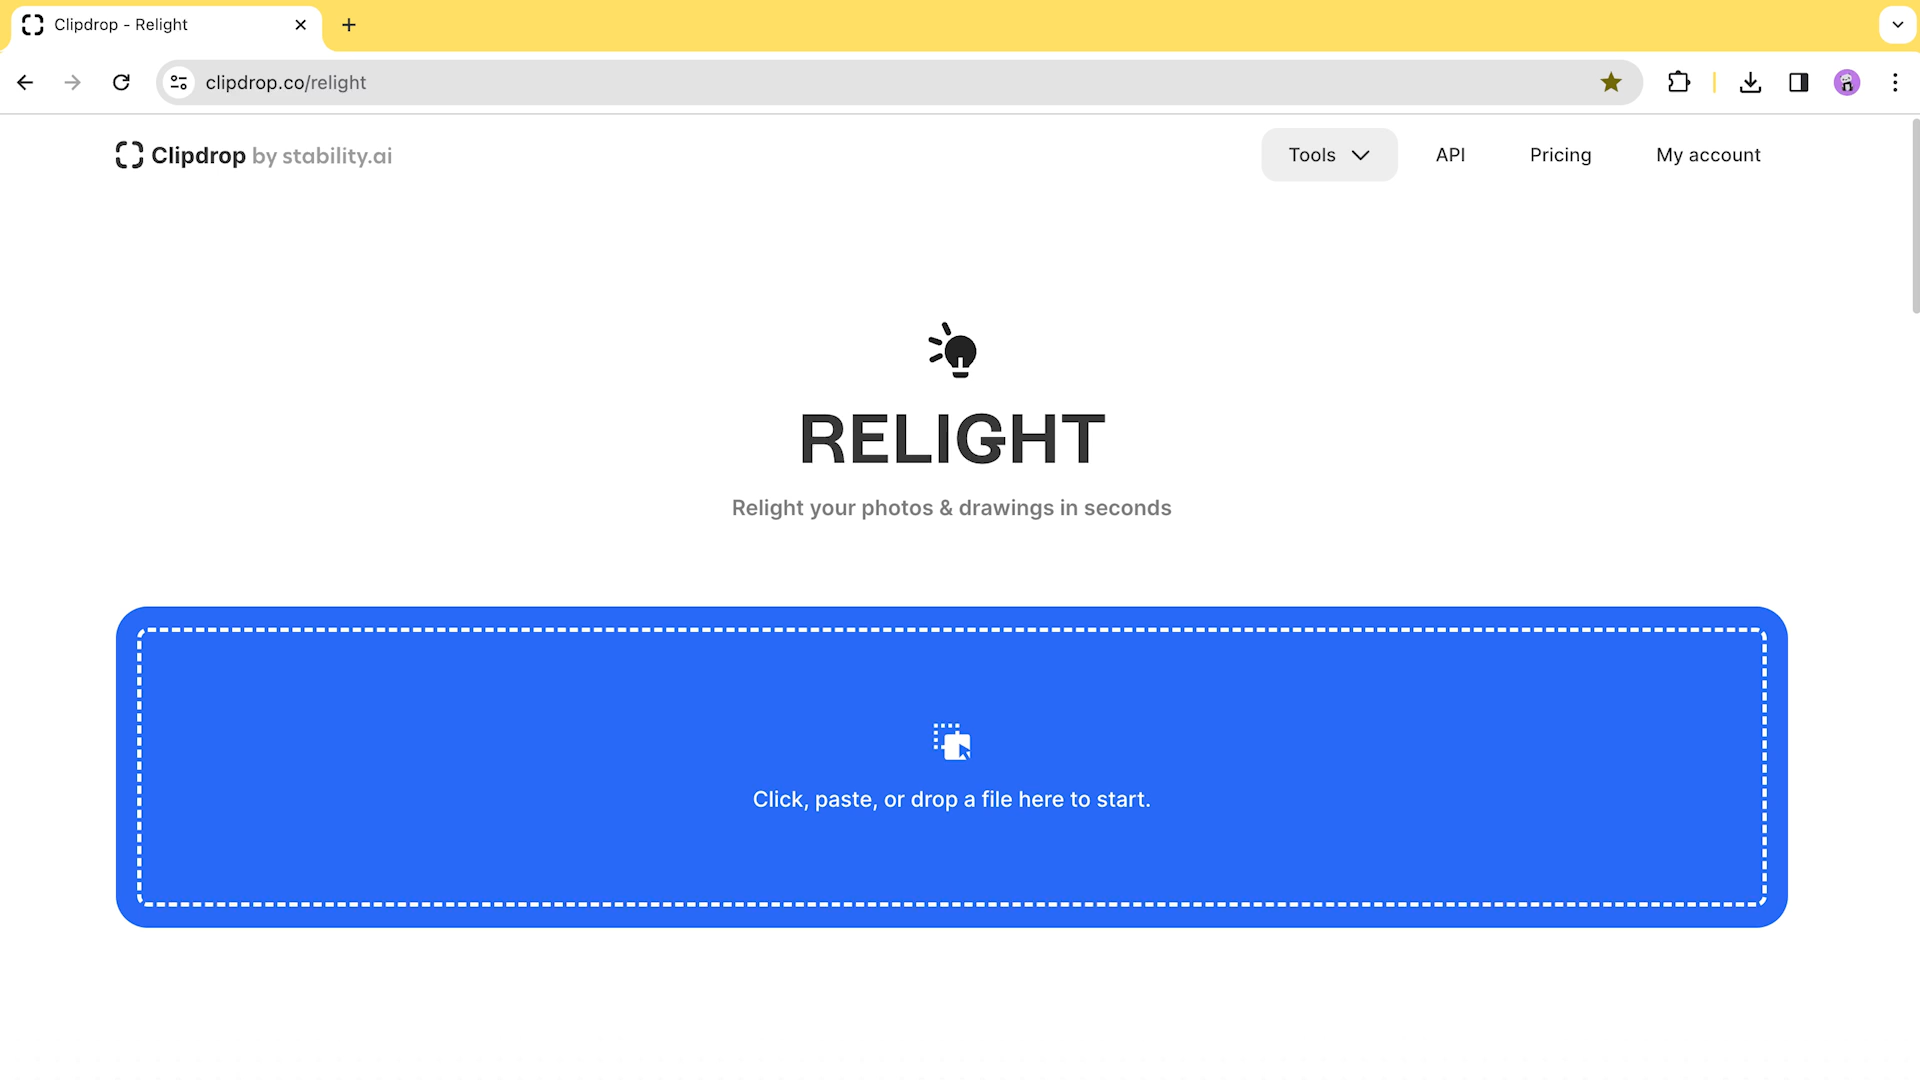 Clipdrop - Relight
clipdrop.co/relight
Clipdrop by stability.ai
Tools
API
Pricing
My account
RELIGHT
Relight your photos & drawings in seconds
Click, paste, or drop a file here to start.